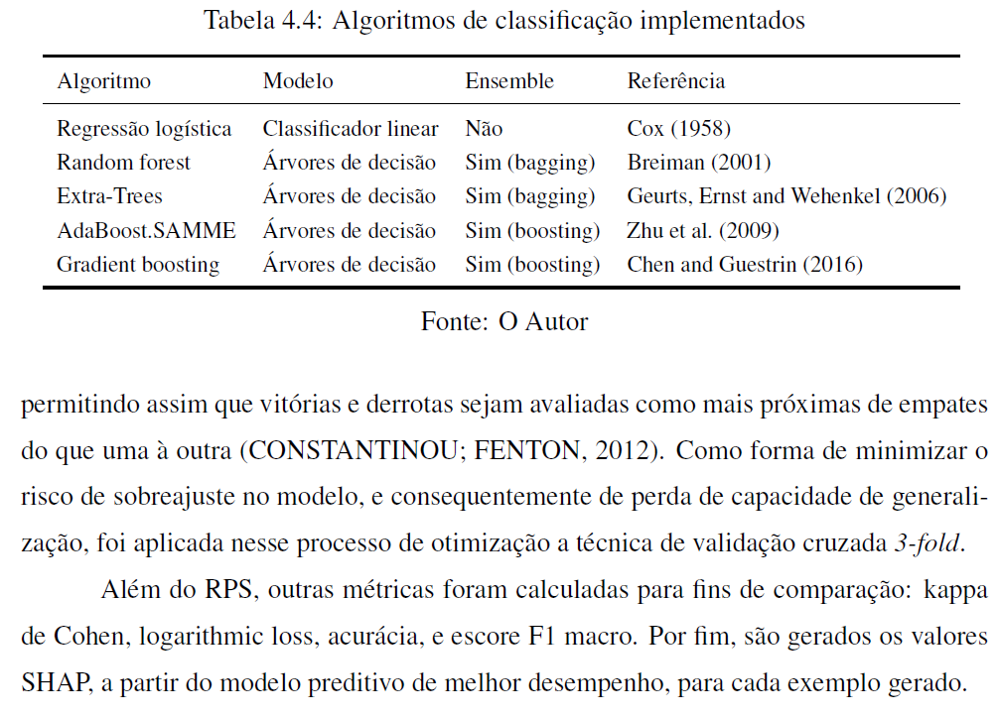 Tabela 4.4: Algoritmos de classificação implementados
Algoritmo Modelo Ensemble Referência
Regressão logística Classificador linear Não Cox (1958)
Random forest Árvores de decisão Sim (bagging) Breiman (2001)
Extra-Trees Árvores de decisão Sim (bagging) Geurts, Ernst and Wehenkel (2006)
AdaBoost.SAMME Árvores de decisão Sim (boosting) Zhu et al. (2009)
Gradient boosting Árvores de decisão Sim (boosting) Chen and Guestrin (2016)
Fonte: O Autor
permitindo assim que vitórias e derrotas sejam avaliadas como mais próximas de empates
do que uma à outra (CONSTANTINOU; FENTON, 2012). Como forma de minimizar o
risco de sobreajuste no modelo, e consequentemente de perda de capacidade de generali-
zação, foi aplicada nesse processo de otimização a técnica de validação cruzada 3-fold.
Além do RPS, outras métricas foram calculadas para fins de comparação: kappa
de Cohen, logarithmic loss, acurácia, e escore F1 macro. Por fim, são gerados os valores
SHAP, a partir do modelo preditivo de melhor desempenho, para cada exemplo gerado.